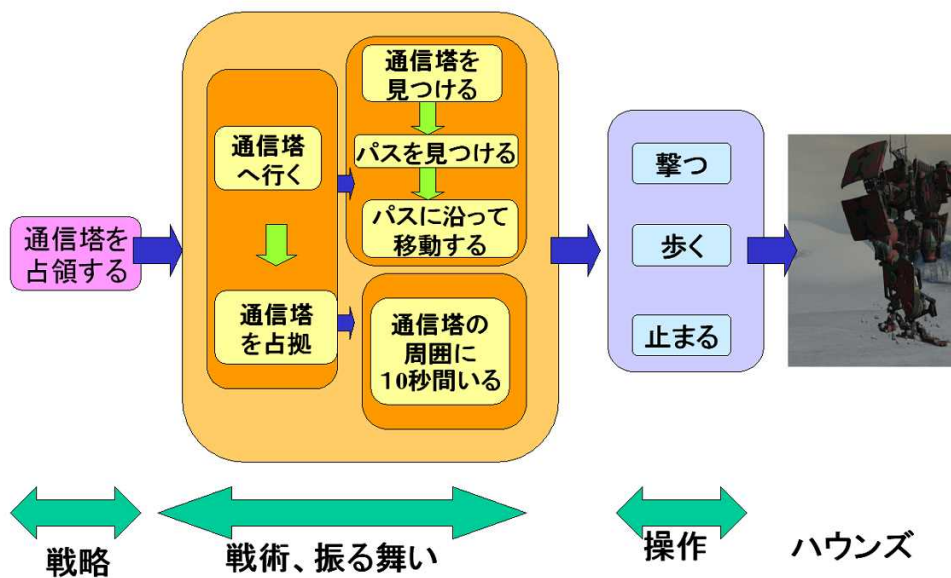 通信塔を
占領する
通信塔
へ行く
通信塔
を占拠
通信塔を
見つける
パスを見つける
パスに沿って
移動する
通信塔の
周囲に
10秒間いる
撃つ
歩く
止まる
戦略
戦術、振る舞い
操作
ハウンズ